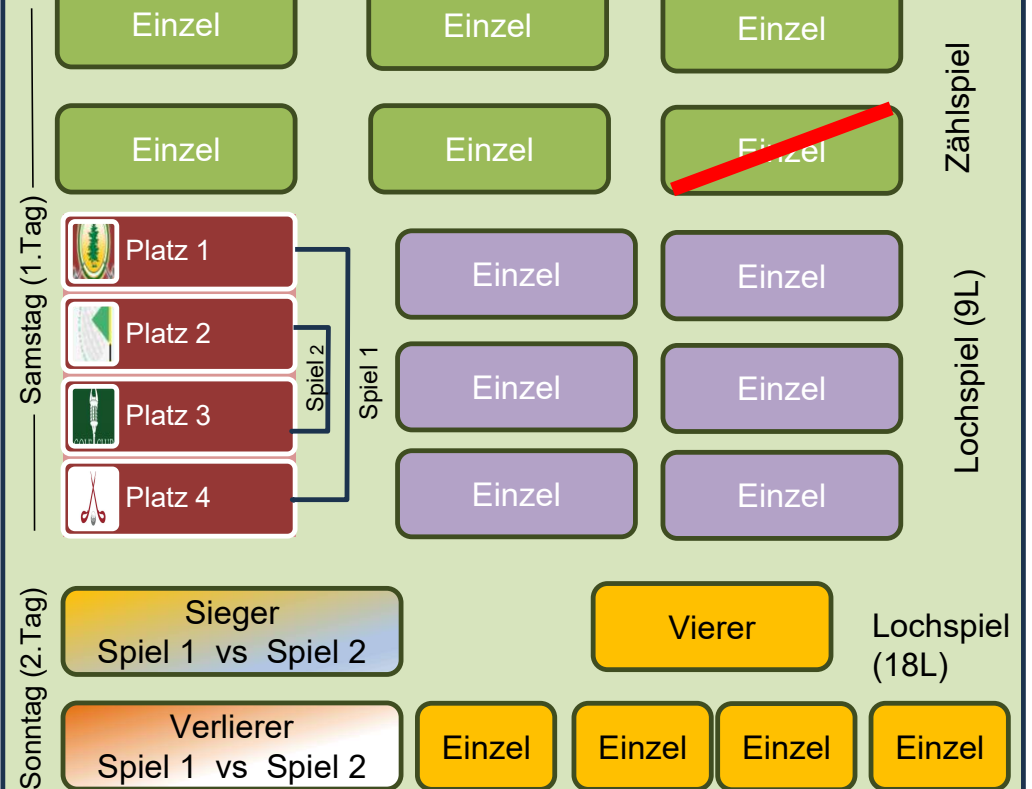 Einzel
Einzel
Einzel
Zählspiel
Einzel
Einzel
Einzel
Samstag (1.Tag)
Platz 1
Platz 2
Platz 3
Platz 4
Spiel 2
Spiel 1
Einzel
Einzel
Einzel
Einzel
Einzel
Einzel
Lochspiel (9L)
Sonntag (2.Tag)
Sieger
Spiel 1 vs Spiel 2
Vierer
Lochspiel
(18L)
Verlierer
Spiel 1 vs Spiel 2
Einzel
Einzel
Einzel
Einzel